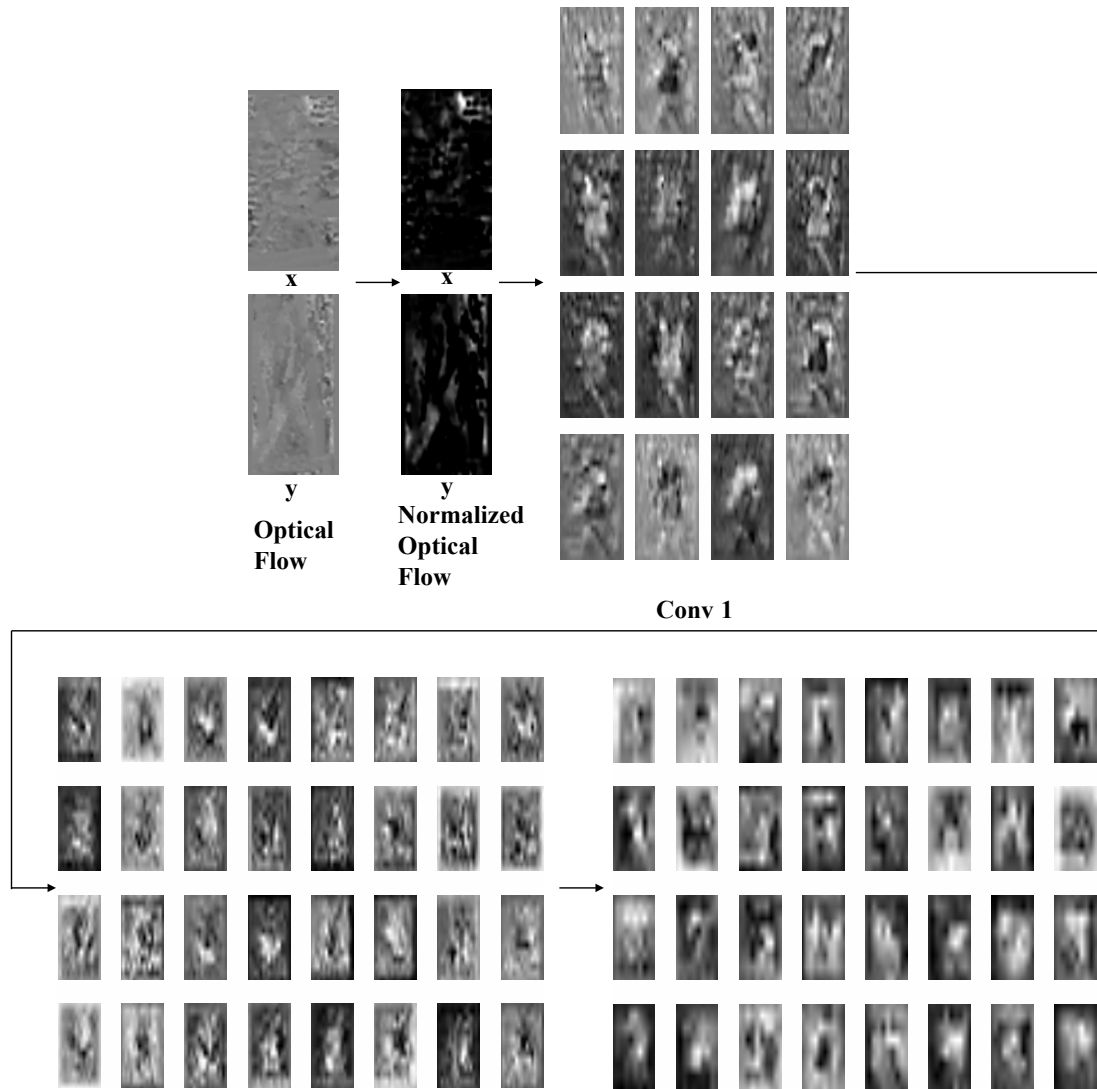 x
x
y
y
Optical
Flow
Normalized
Optical
Flow
Conv 1